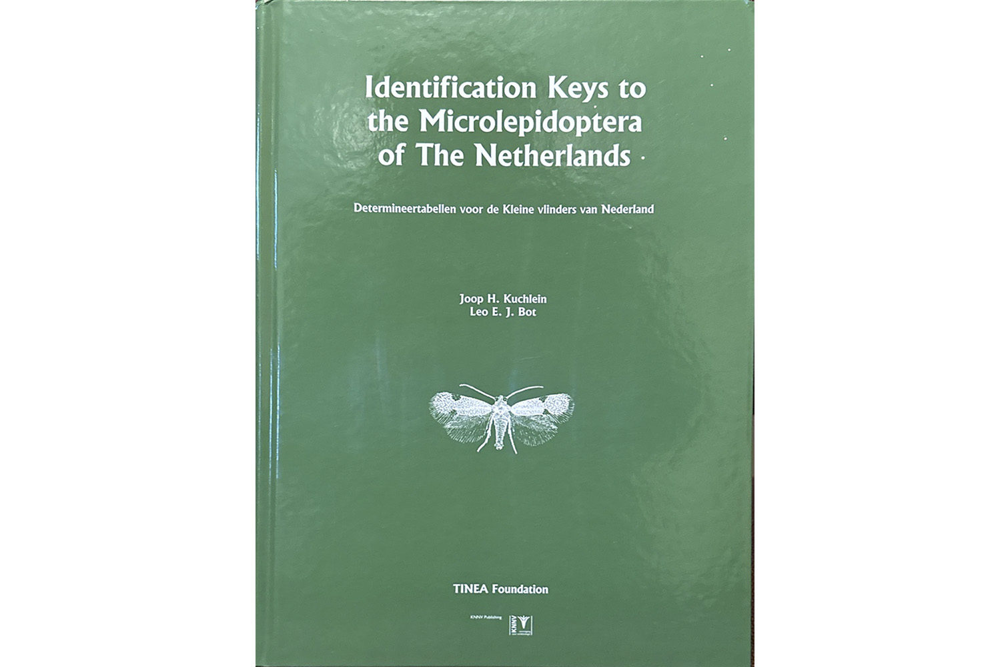 Identification Keys to
the Microlepidoptera
of The Netherlands
Determineertabellen voor de Kleine vlinders van Nederland
Joop H. Kuchlein
Leo E. J. Bot
TINEA Foundation
KNNV Publishing
KNNV